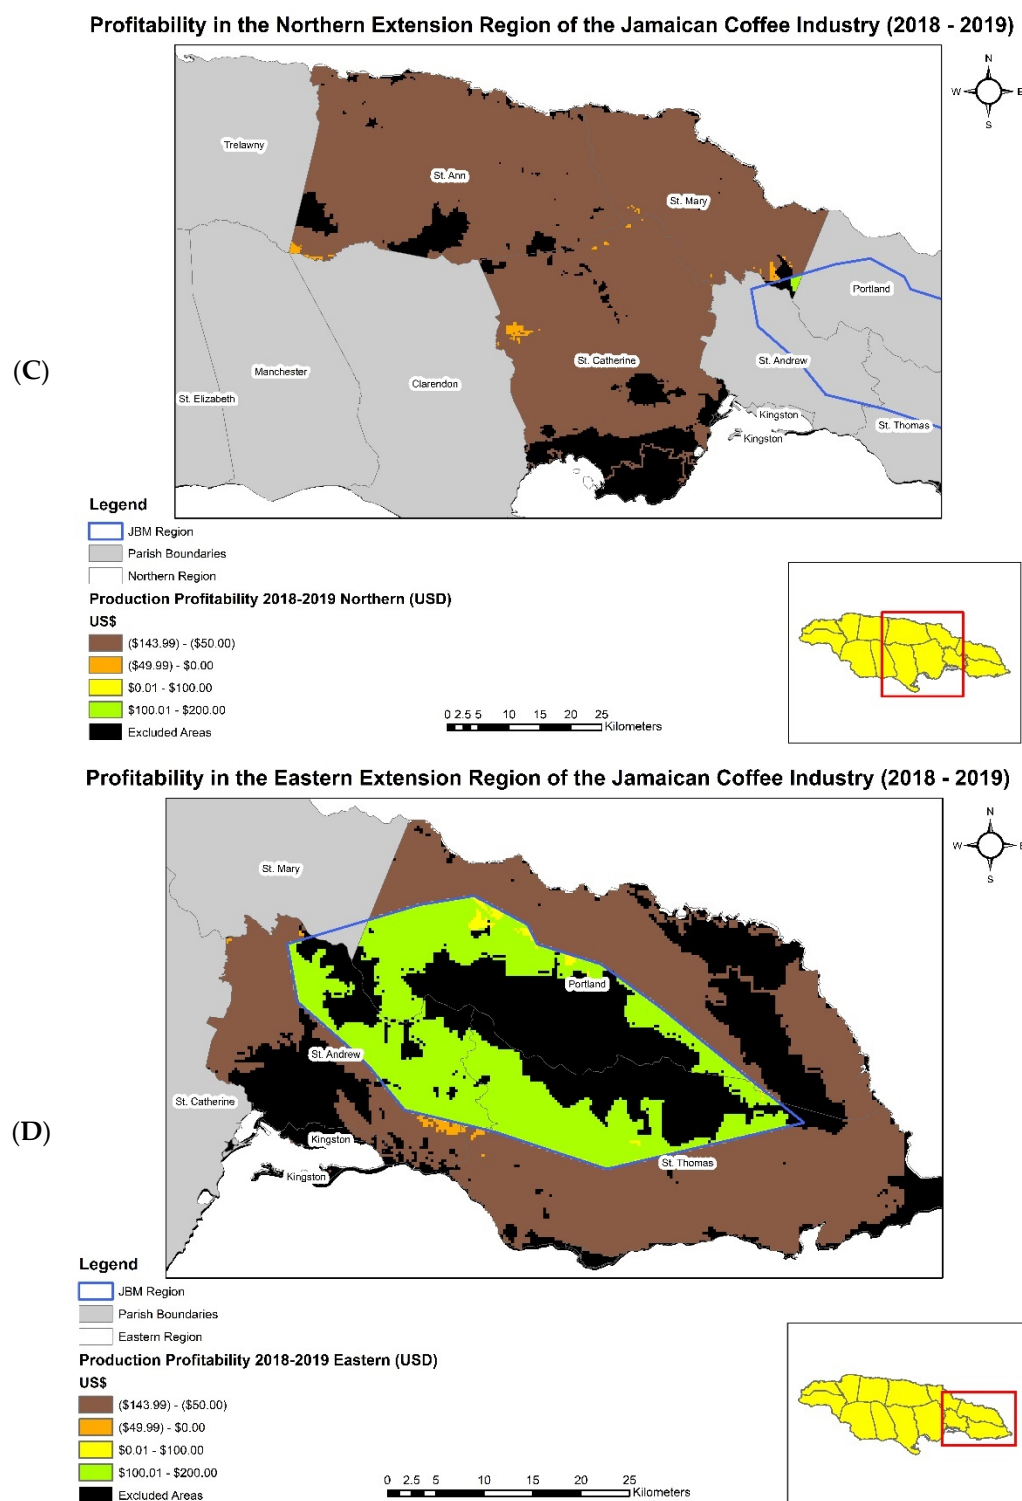 Profitability in the Northern Extension Region of the Jamaican Coffee Industry (2018 - 2019)
N
W E
S
Trelawny
St. Ann
St. Mary
Portland
St. Andrew
St. Catherine
Manchester
Clarendon
St. Elizabeth
Kingston
Kingston
St. Thomas
(C)
Legend
JBM Region
Parish Boundaries
Northern Region
Production Profitability 2018-2019 Northern (USD)
US$
($143.99) - ($50.00)
($49.99) - $0.00
$0.01 - $100.00
$100.01 - $200.00
Excluded Areas
0 2.5 5 10 15 20 25
Kilometers
Profitability in the Eastern Extension Region of the Jamaican Coffee Industry (2018 - 2019)
N
W E
S
St. Mary
Portland
St. Andrew
St. Catherine
Kingston
Kingston
St. Thomas
(D)
Legend
JBM Region
Parish Boundaries
Eastern Region
Production Profitability 2018-2019 Eastern (USD)
US$
($143.99) - ($50.00)
($49.99) - $0.00
$0.01 - $100.00
$100.01 - $200.00
Excluded Areas
0 2.5 5 10 15 20 25
Kilometers